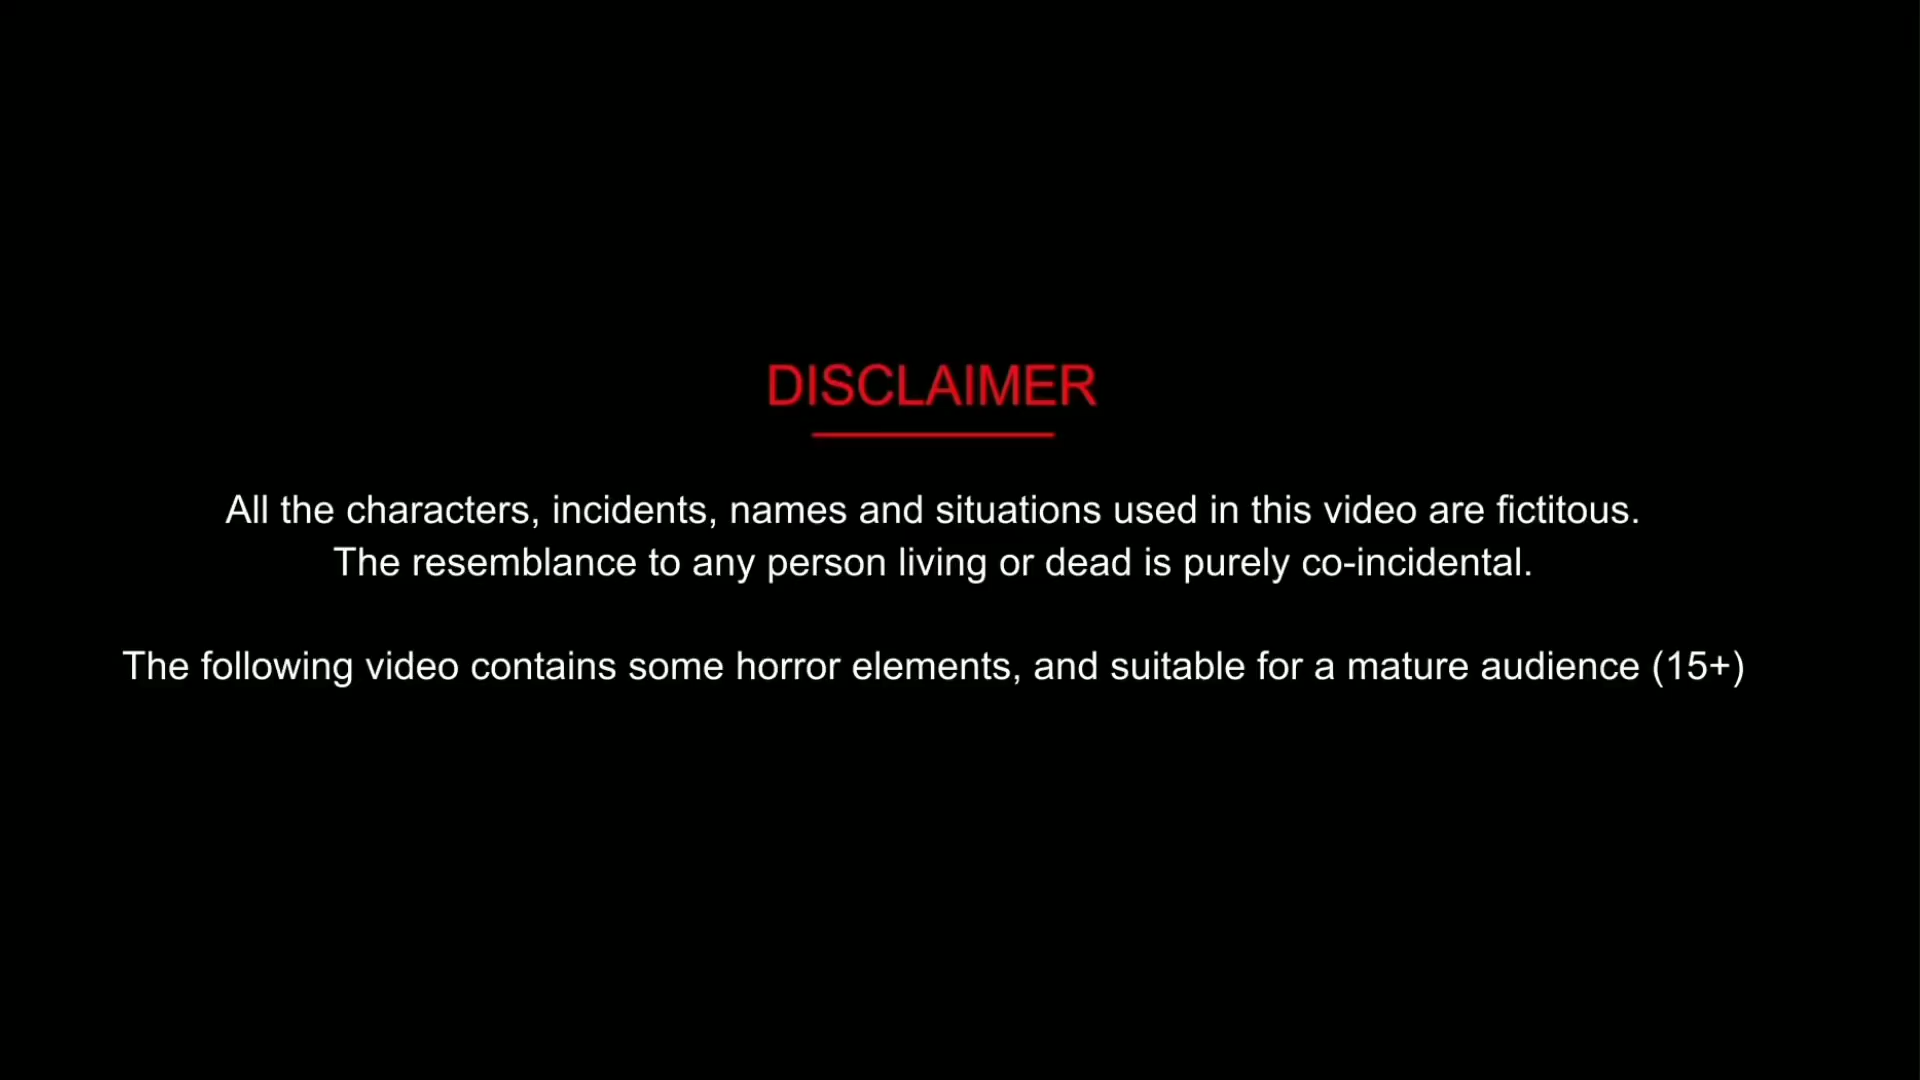 DISCLAIMER
All the characters, incidents, names and situations used in this video are fictitous.
The resemblance to any person living or dead is purely co-incidental.
The following video contains some horror elements, and suitable for a mature audience (15+)